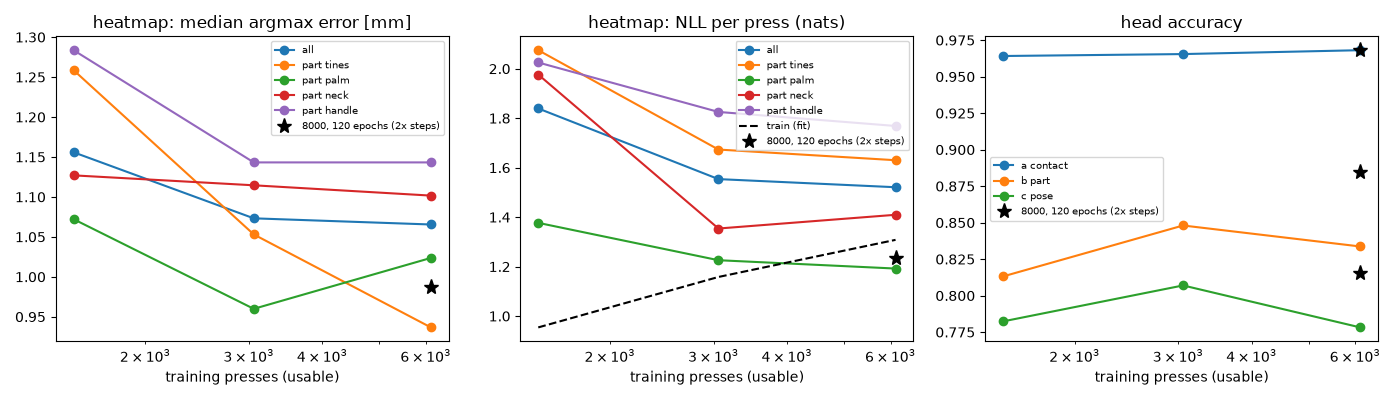 heatmap: median argmax error [mm]
1.30
1.25
1.20
1.15
1.10
1.05
1.00
0.95
all
part tines
part palm
part neck
part handle
8000, 120 epochs (2x steps)
2 × 10³ 3 × 10³ 4 × 10³ 6 × 10³
training presses (usable)
heatmap: NLL per press (nats)
2.0
1.8
1.6
1.4
1.2
1.0
all
part tines
part palm
part neck
part handle
train (fit)
8000, 120 epochs (2x steps)
2 × 10³ 3 × 10³ 4 × 10³ 6 × 10³
training presses (usable)
head accuracy
0.975
0.950
0.925
0.900
0.875
0.850
0.825
0.800
0.775
a contact
b part
c pose
8000, 120 epochs (2x steps)
2 × 10³ 3 × 10³ 4 × 10³ 6 × 10³
training presses (usable)